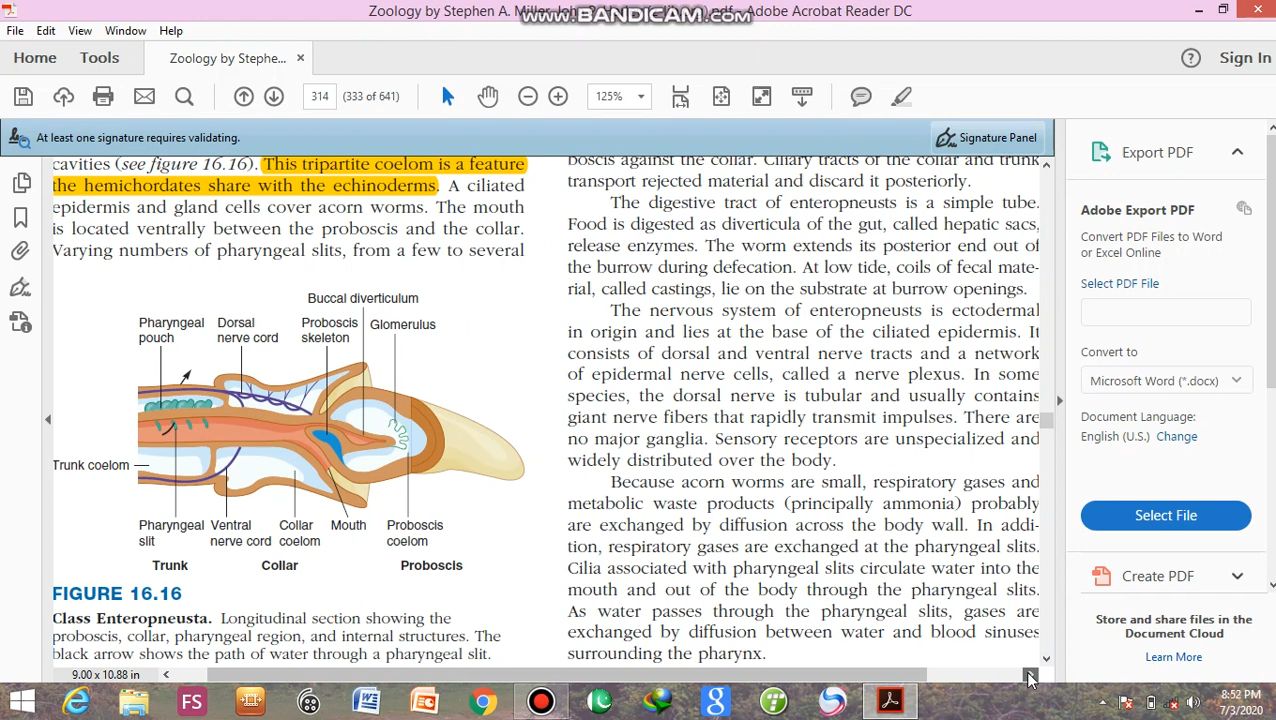 Zoology by Stephen A. Miller, John P.
.pdf - Adobe Acrobat Reader DC
www.BANDICAM.com
File Edit View Window Help
Home Tools Zoology by Stephe... × Sign In
314 (333 of 641) 125%
At least one signature requires validating. Signature Panel
cavities (see figure 16.16). This tripartite coelom is a feature
the hemichordates share with the echinoderms. A ciliated
epidermis and gland cells cover acorn worms. The mouth
is located ventrally between the proboscis and the collar.
Varying numbers of pharyngeal slits, from a few to several
Buccal diverticulum
Pharyngeal
pouch
Dorsal
nerve cord
Proboscis
skeleton
Glomerulus
Trunk coelom
Pharyngeal
slit
Ventral
nerve cord
Collar
coelom
Mouth
Proboscis
coelom
Trunk Collar Proboscis
FIGURE 16.16
Class Enteropneusta. Longitudinal section showing the
proboscis, collar, pharyngeal region, and internal structures. The
black arrow shows the path of water through a pharyngeal slit.
boscis against the collar. Ciliary tracts of the collar and trunk
transport rejected material and discard it posteriorly.
The digestive tract of enteropneusts is a simple tube.
Food is digested as diverticula of the gut, called hepatic sacs,
release enzymes. The worm extends its posterior end out of
the burrow during defecation. At low tide, coils of fecal mate-
rial, called castings, lie on the substrate at burrow openings.
The nervous system of enteropneusts is ectodermal
in origin and lies at the base of the ciliated epidermis. It
consists of dorsal and ventral nerve tracts and a network
of epidermal nerve cells, called a nerve plexus. In some
species, the dorsal nerve is tubular and usually contains
giant nerve fibers that rapidly transmit impulses. There are
no major ganglia. Sensory receptors are unspecialized and
widely distributed over the body.
Because acorn worms are small, respiratory gases and
metabolic waste products (principally ammonia) probably
are exchanged by diffusion across the body wall. In addi-
tion, respiratory gases are exchanged at the pharyngeal slits.
Cilia associated with pharyngeal slits circulate water into the
mouth and out of the body through the pharyngeal slits.
As water passes through the pharyngeal slits, gases are
exchanged by diffusion between water and blood sinuses
surrounding the pharynx.
Export PDF
Adobe Export PDF
Convert PDF Files to Word
or Excel Online
Select PDF File
Convert to
Microsoft Word (*.docx)
Document Language:
English (U.S.) Change
Select File
Create PDF
Store and share files in the
Document Cloud
Learn More
9.00 x 10.88 in
FS
8:52 PM
7/3/2020